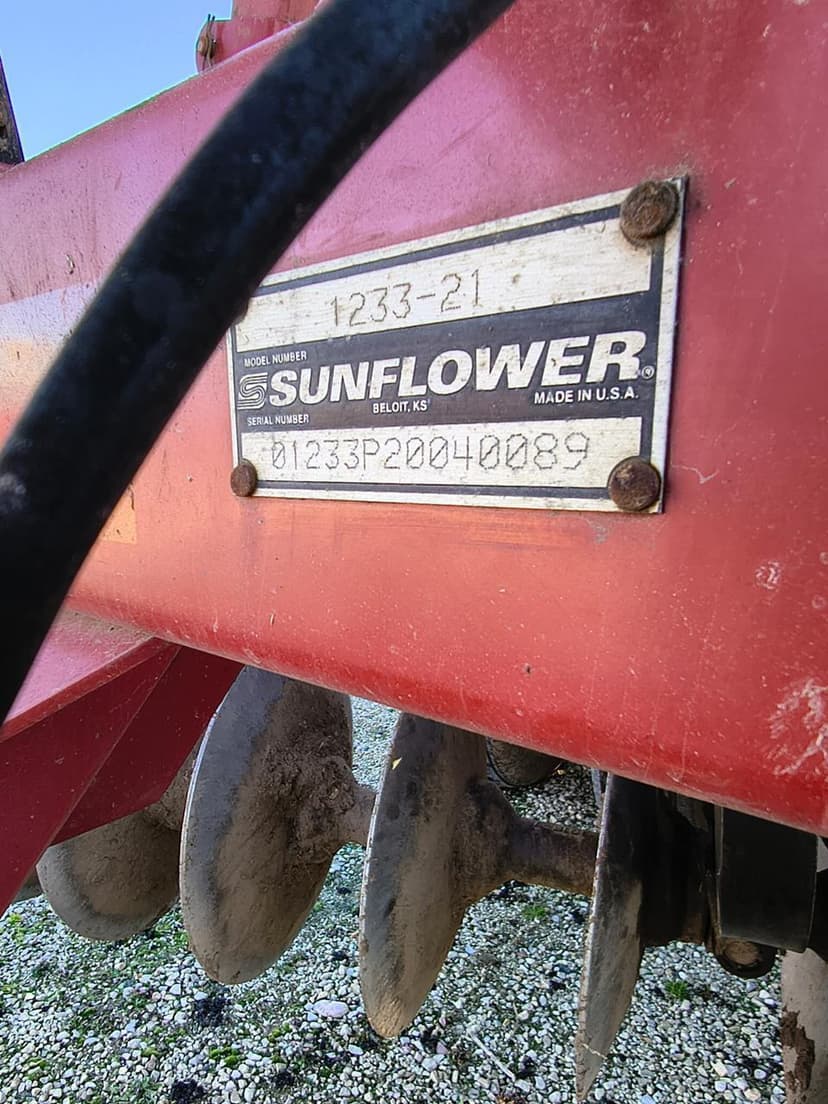 1233-21
MODEL NUMBER
SUNFLOWER®
BELOIT, KS
MADE IN U.S.A.
SERIAL NUMBER
01233P20040089